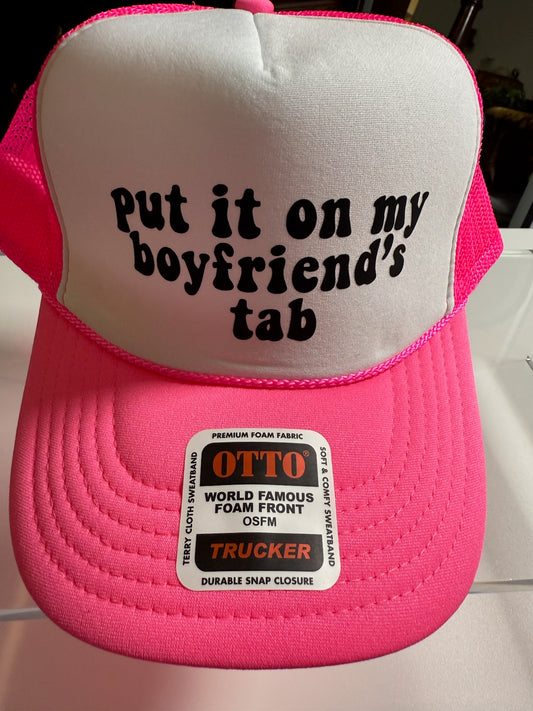 put it on my
boyfriend's
tab
PREMIUM FOAM FABRIC
TERRY CLOTH SWEATBAND
OTTO®
WORLD FAMOUS
FOAM FRONT
OSFM
TRUCKER
SOFT & COMFY SWEATBAND
DURABLE SNAP CLOSURE